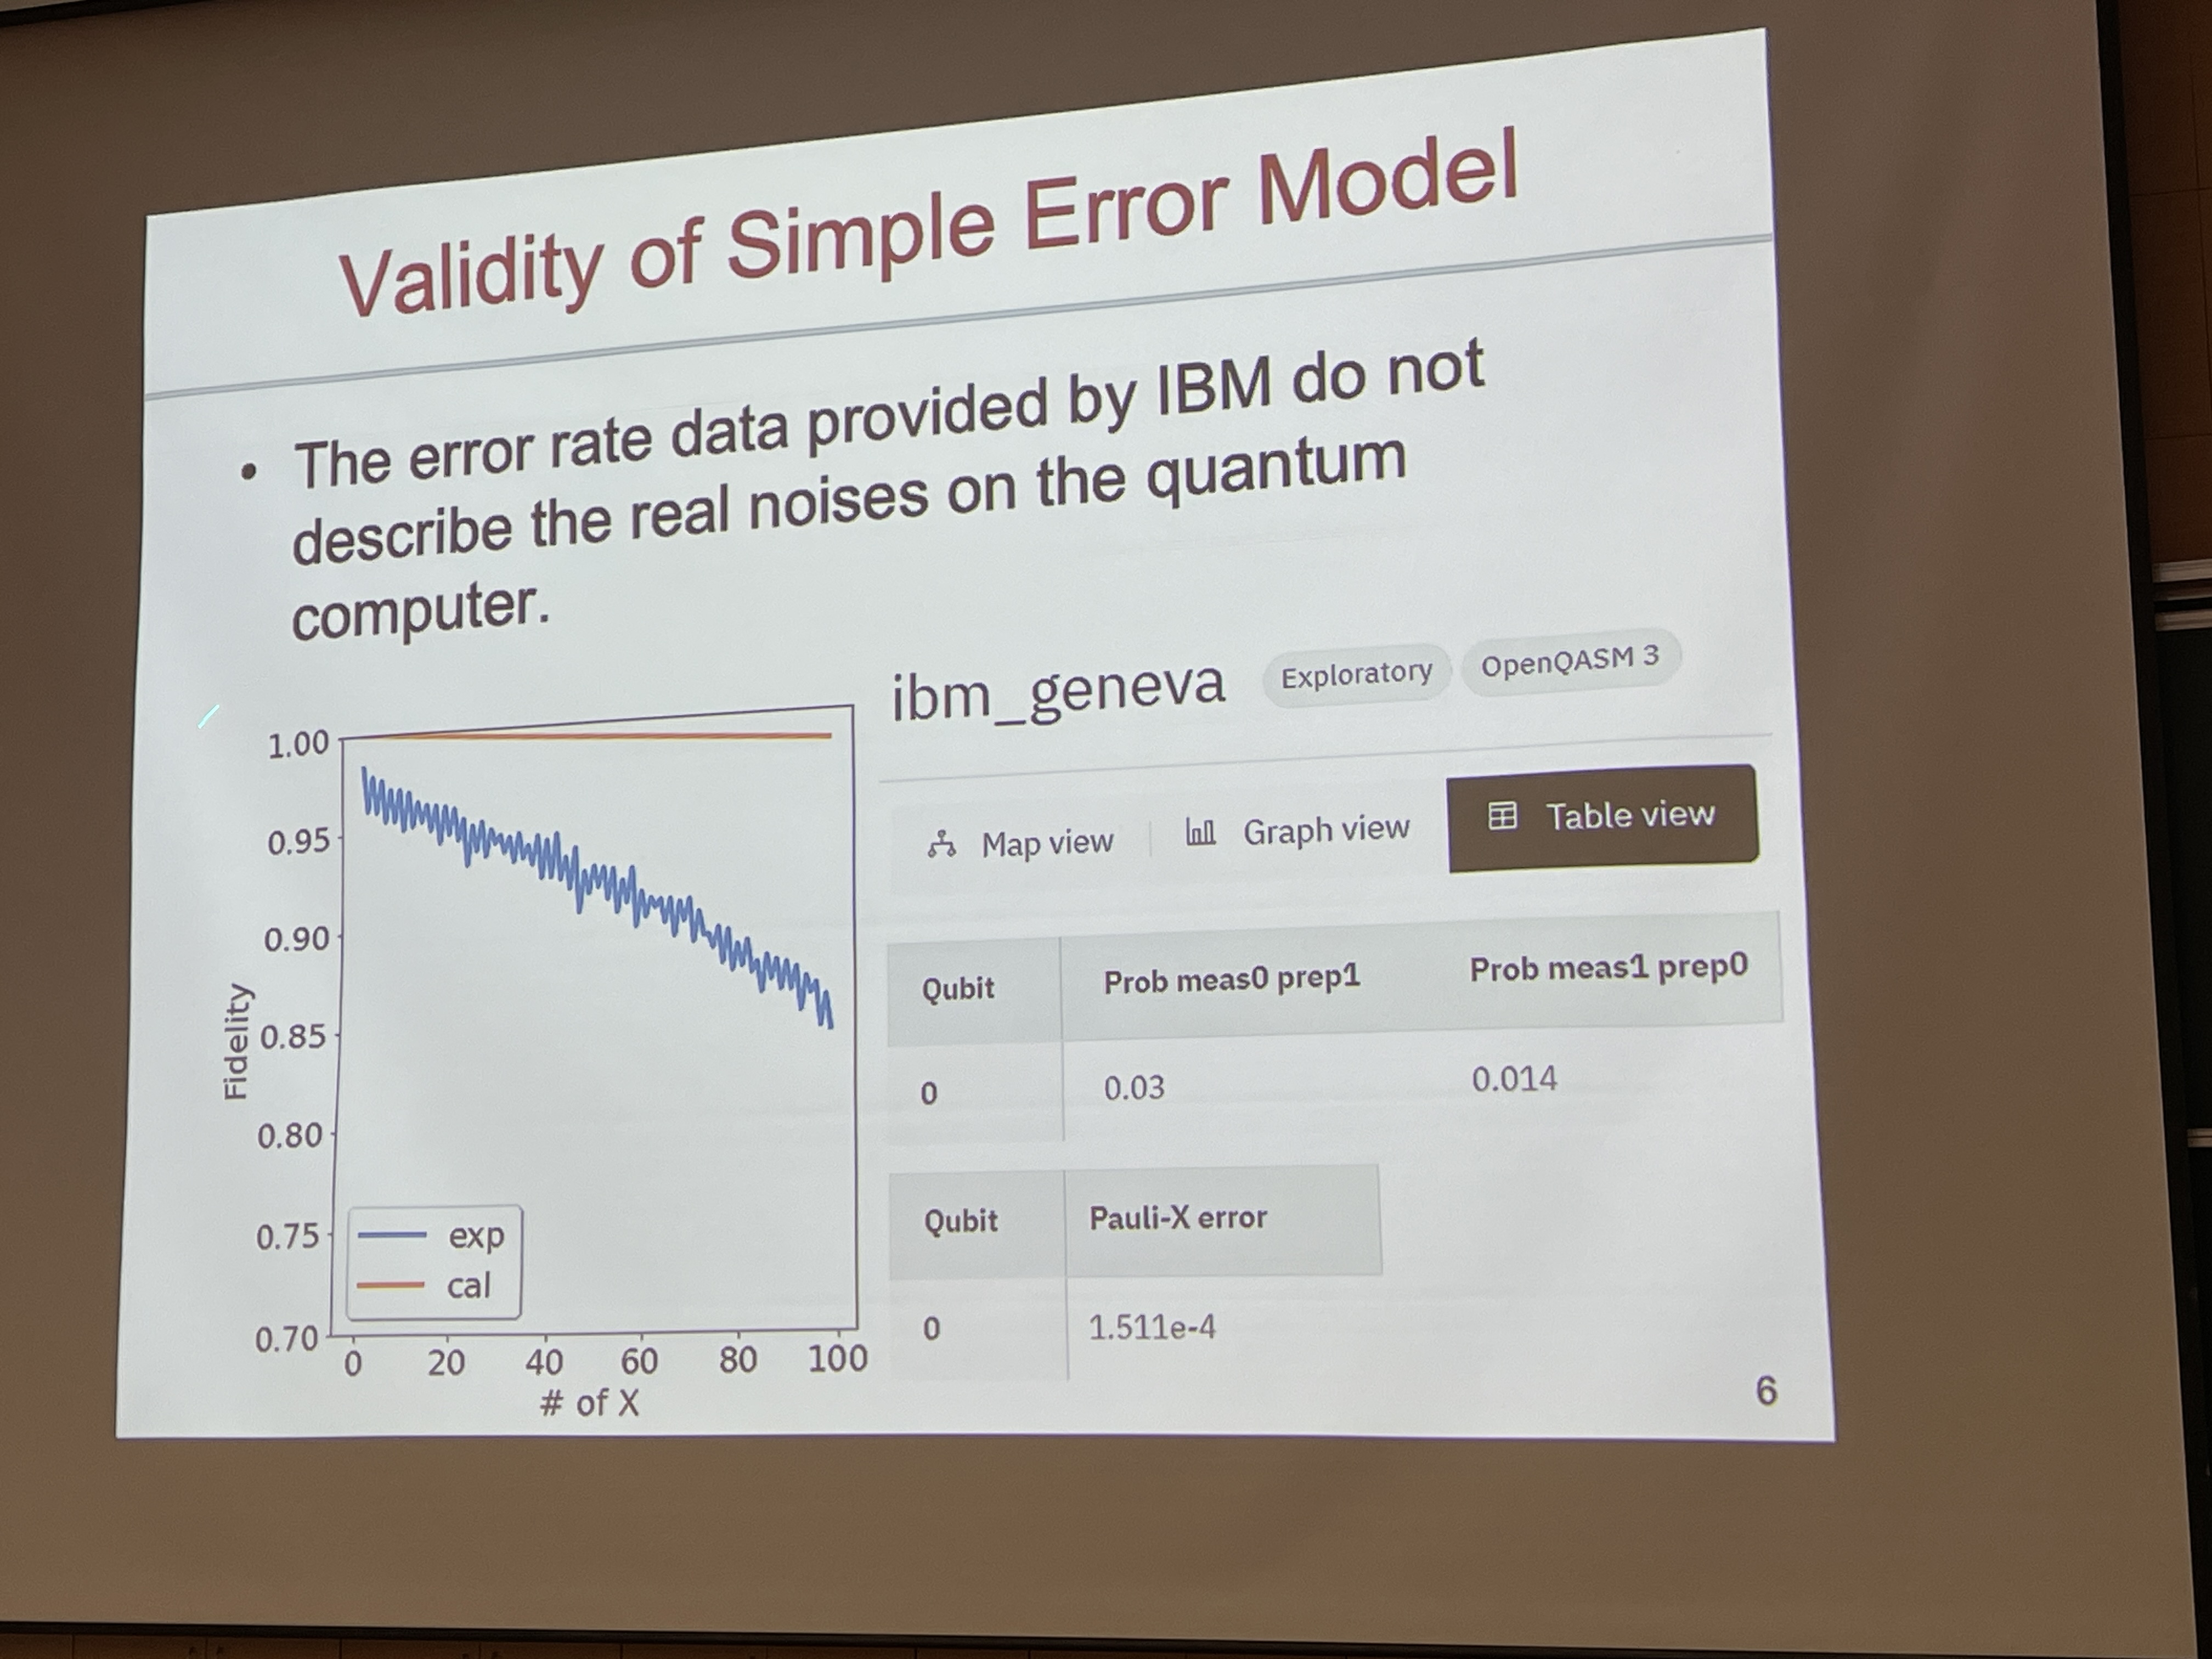 Validity of Simple Error Model
• The error rate data provided by IBM do not
describe the real noises on the quantum
computer.
ibm_geneva Exploratory OpenQASM 3
Map view Graph view Table view
Qubit Prob meas0 prep1 Prob meas1 prep0
0 0.03 0.014
Qubit Pauli-X error
0 1.511e-4
1.00
0.95
0.90
0.85
0.80
0.75
0.70
Fidelity
exp
cal
0 20 40 60 80 100
# of X
6